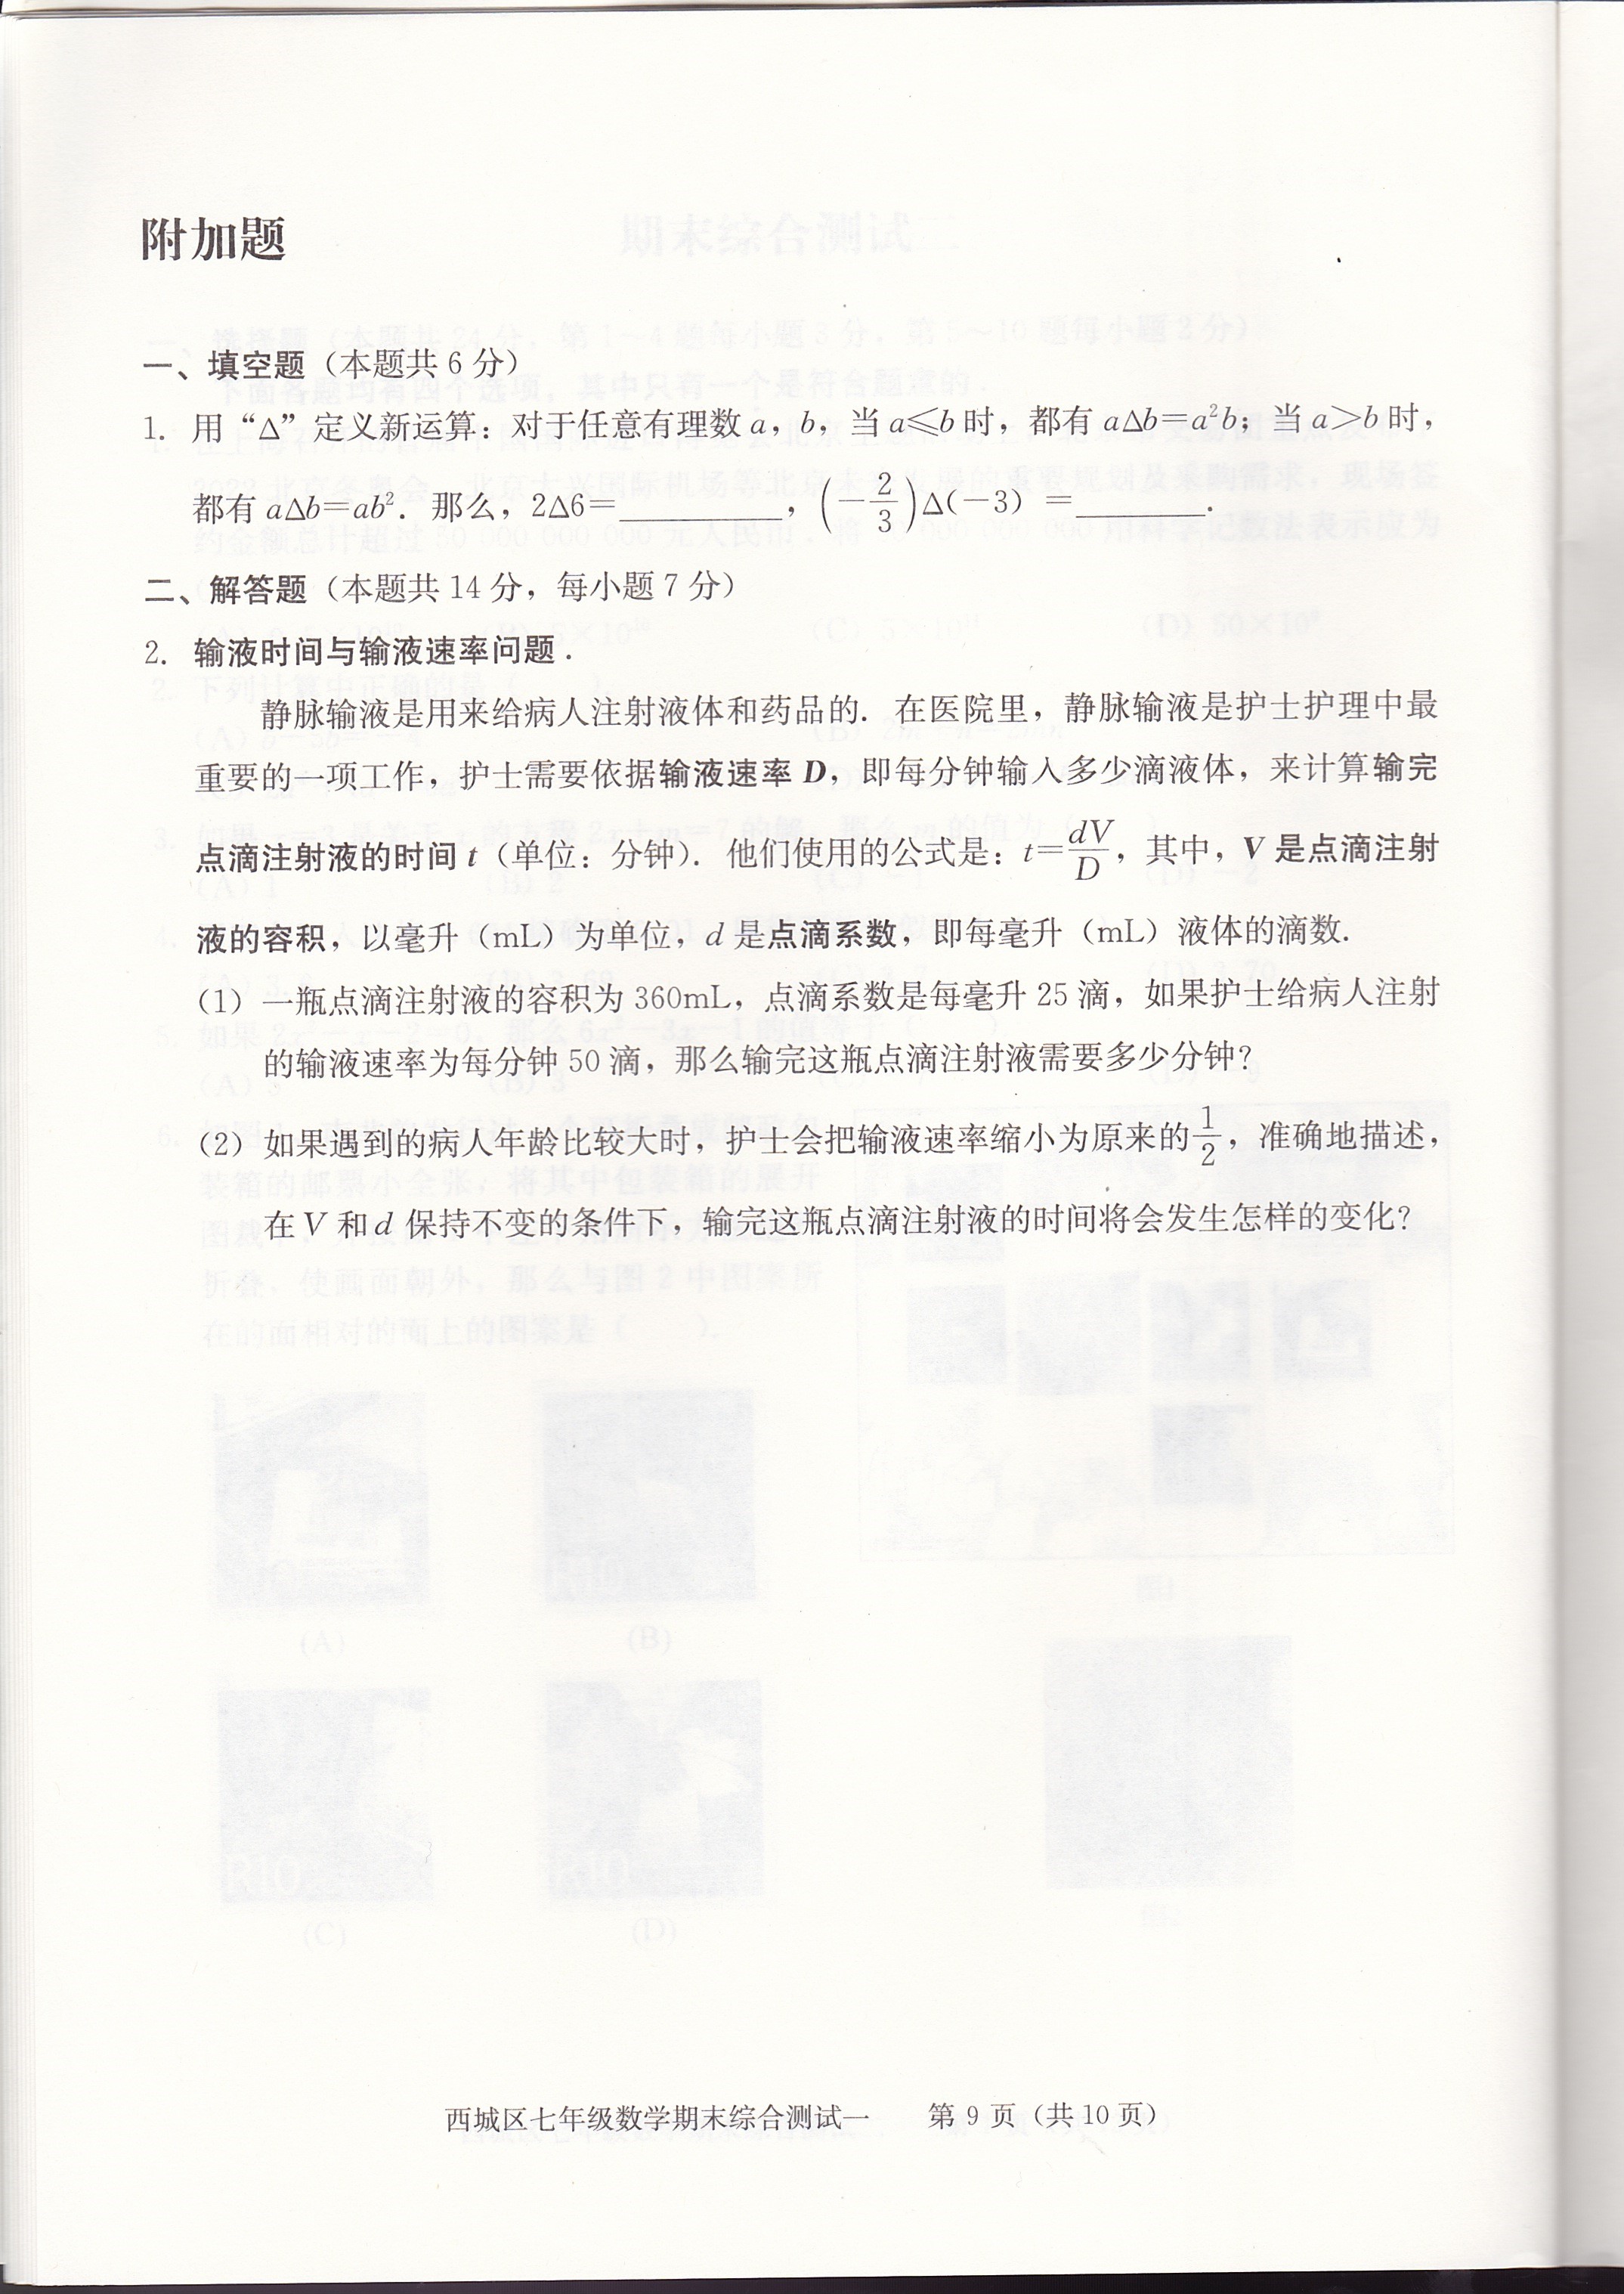 附加题
一、填空题（本题共 6 分）
1. 用“△”定义新运算：对于任意有理数 a，b，当 a≤b 时，都有 a△b=a²b；当 a>b 时，
都有 a△b=ab²．那么，2△6=__________，(-2/3)△(-3) =________．
二、解答题（本题共 14 分，每小题 7 分）
2. 输液时间与输液速率问题．
静脉输液是用来给病人注射液体和药品的．在医院里，静脉输液是护士护理中最
重要的一项工作，护士需要依据输液速率 D，即每分钟输入多少滴液体，来计算输完
点滴注射液的时间 t（单位：分钟）．他们使用的公式是：t=dV/D，其中，V 是点滴注射
液的容积，以毫升（mL）为单位，d 是点滴系数，即每毫升（mL）液体的滴数．
（1）一瓶点滴注射液的容积为 360mL，点滴系数是每毫升 25 滴，如果护士给病人注射
的输液速率为每分钟 50 滴，那么输完这瓶点滴注射液需要多少分钟？
（2）如果遇到的病人年龄比较大时，护士会把输液速率缩小为原来的1/2，准确地描述，
在 V 和 d 保持不变的条件下，输完这瓶点滴注射液的时间将会发生怎样的变化？
西城区七年级数学期末综合测试一　　第 9 页（共 10 页）